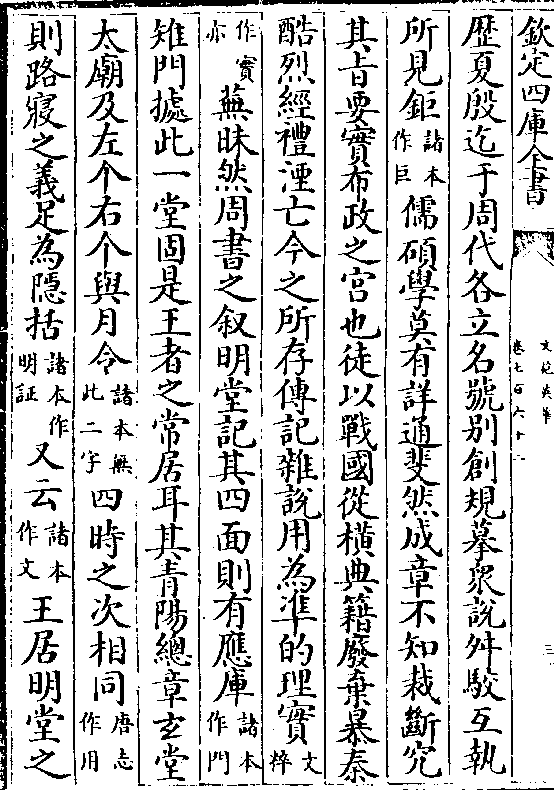 欽定四庫全書
文苑英華
卷七百六十二
三
歴夏殷迄于周代各立名號别創規摹衆說舛駮互執
所見鉅諸本作巨儒碩學莫有詳通斐然成章不知裁斷究
其㫖要實布政之宫也徒以戰國從横典籍廢棄暴秦
酷烈經禮湮亡今之所存傳記雜說用為準的理實文粹
作實亦蕪昧然周書之叙明堂記其四面則有應庫諸本作門
雉門據此一堂固是王者之常居耳其青陽總章玄堂
太廟及左个右个與月令諸本無此二字四時之次相同唐志作用
則路寢之義足為隱括諸本作明証又云諸本作文王居明堂之